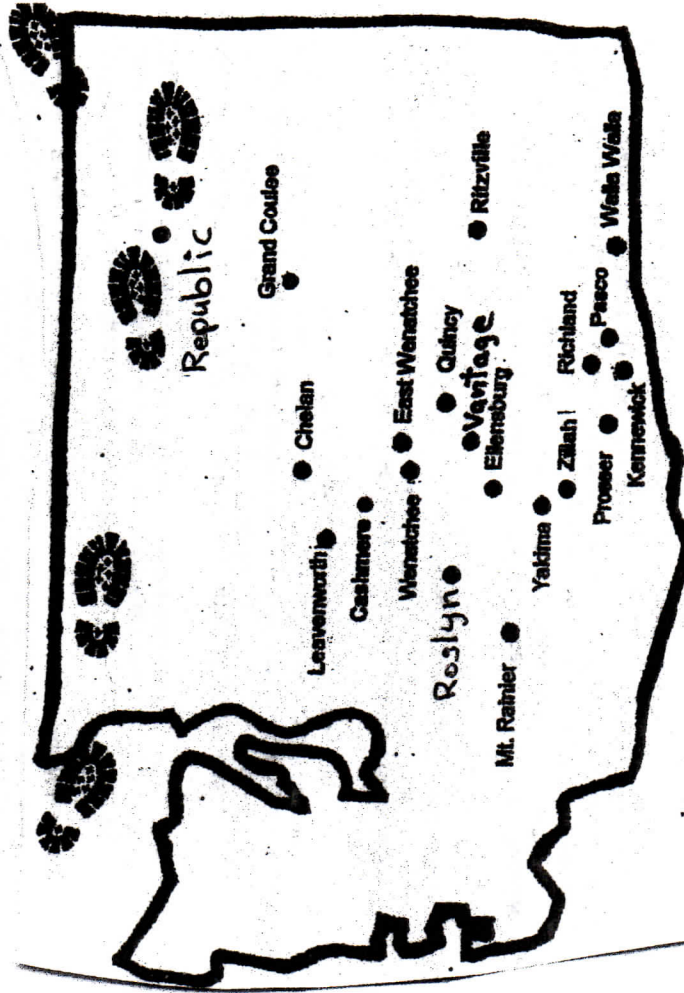 Republic
Grand Coulee
Chelan
Leavenworth
Cashmere
East Wenatchee
Wenatchee
Quincy
Roslyn
Vantage
Ritzville
Ellensburg
Mt. Rainier
Yakima
Zillah
Richland
Prosser
Pasco
Kennewick
Walla Walla